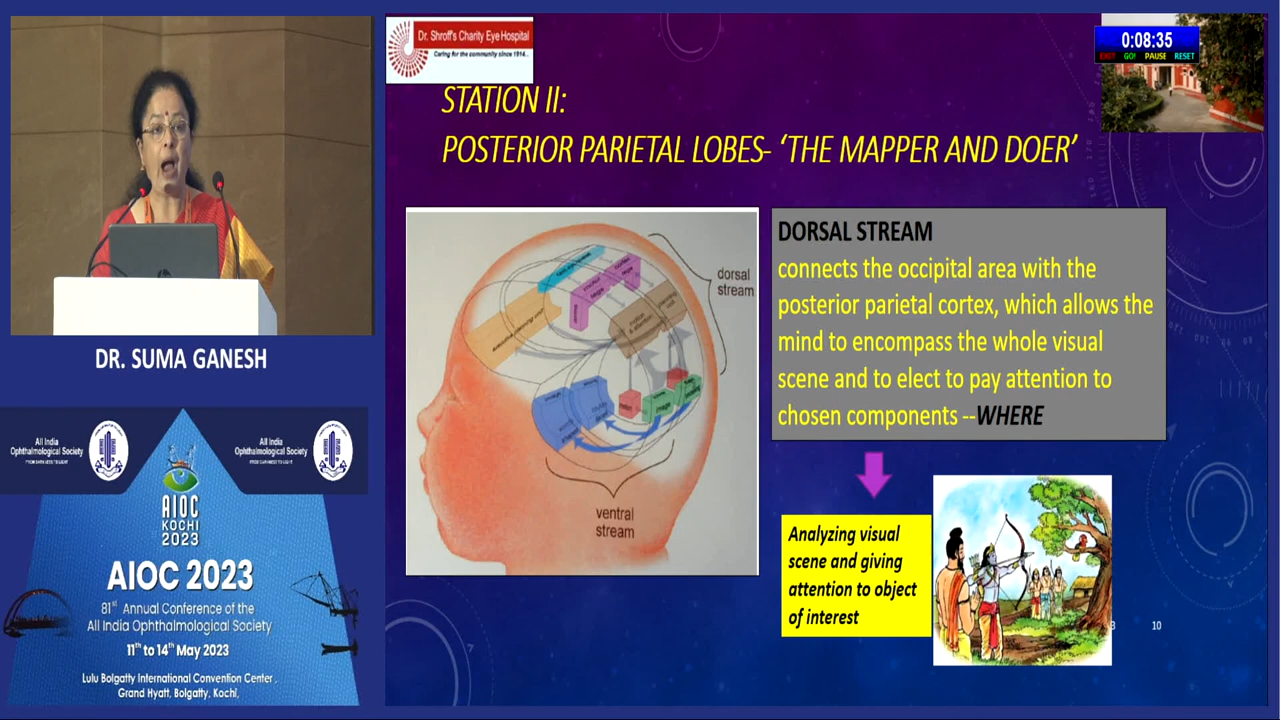 Dr. Shroff's Charity Eye Hospital
Caring for the community since 1914...
0:08:35
EXIT GO! PAUSE RESET
STATION II:
POSTERIOR PARIETAL LOBES- ‘THE MAPPER AND DOER’
dorsal
stream
ventral
stream
DORSAL STREAM
connects the occipital area with the
posterior parietal cortex, which allows the
mind to encompass the whole visual
scene and to elect to pay attention to
chosen components --WHERE
Analyzing visual
scene and giving
attention to object
of interest
10
DR. SUMA GANESH
All India
Ophthalmological Society
All India
Ophthalmological Society
AIOC
KOCHI
2023
AIOC 2023
81st Annual Conference of the
All India Ophthalmological Society
11th to 14th May 2023
Lulu Bolgatty International Convention Center,
Grand Hyatt, Bolgatty, Kochi,